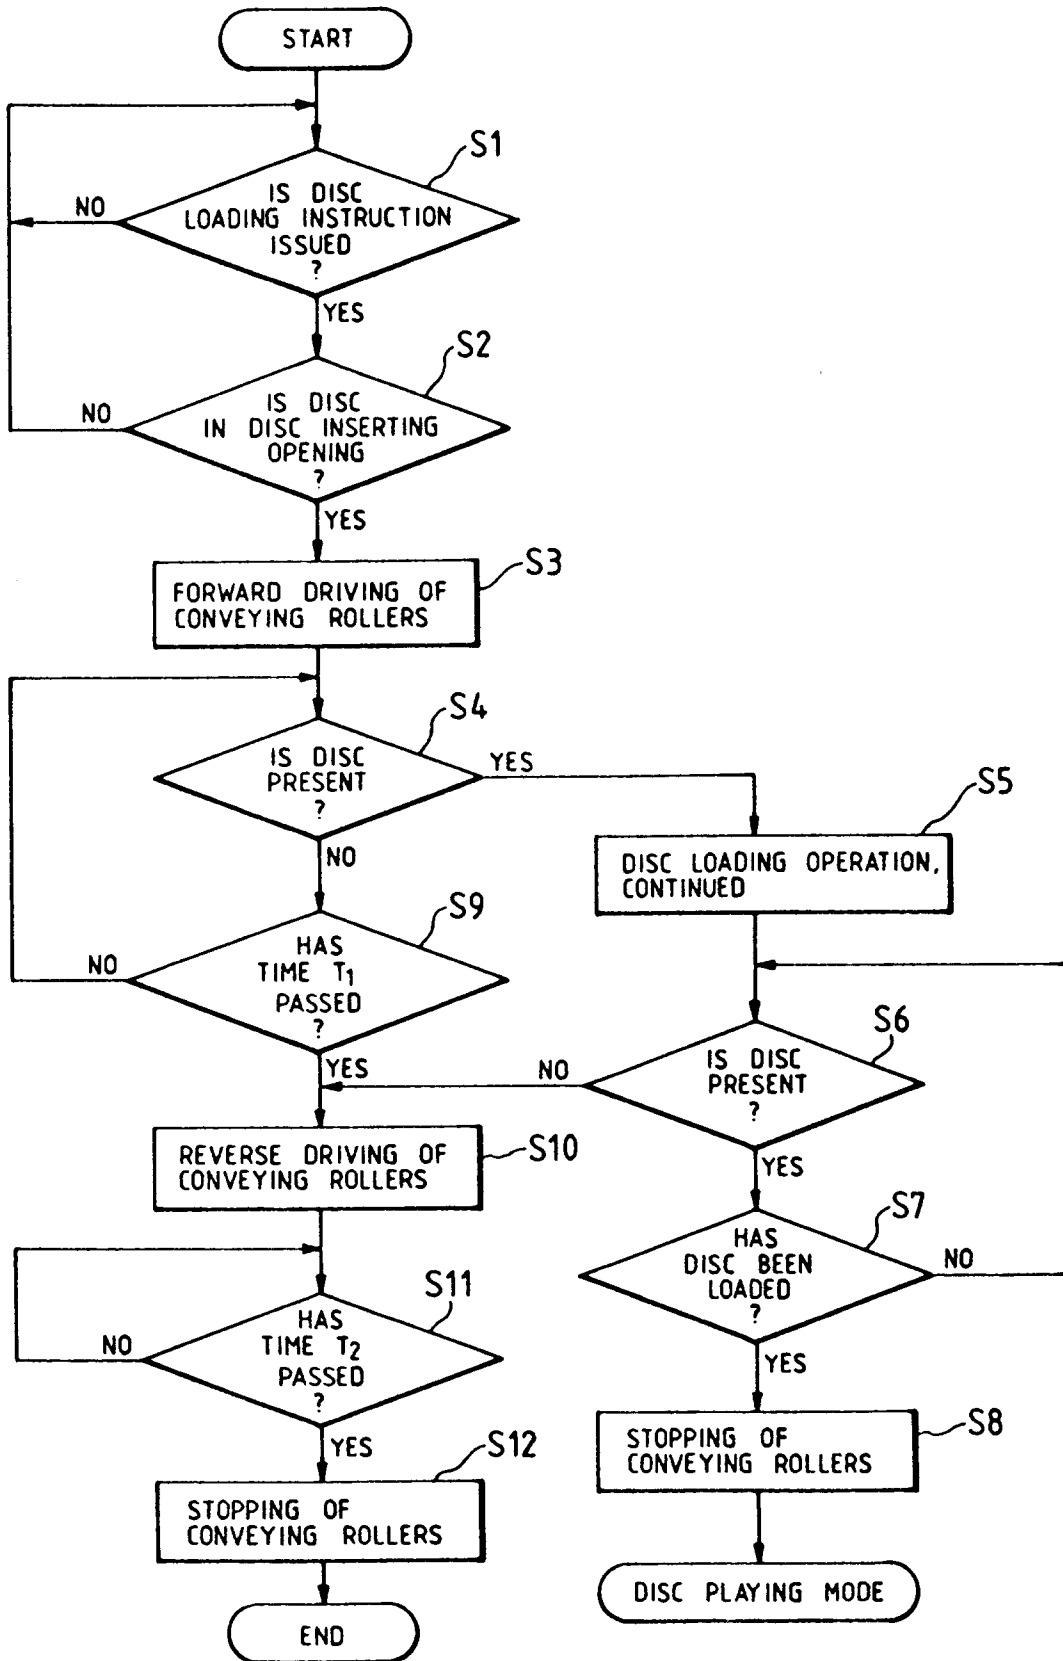 START
S1
IS DISC
LOADING INSTRUCTION
ISSUED
?
NO
YES
S2
IS DISC
IN DISC INSERTING
OPENING
?
NO
YES
S3
FORWARD DRIVING OF
CONVEYING ROLLERS
S4
IS DISC
PRESENT
?
YES
NO
S5
DISC LOADING OPERATION,
CONTINUED
S9
HAS
TIME T1
PASSED
?
NO
YES
S6
IS DISC
PRESENT
?
NO
YES
S10
REVERSE DRIVING OF
CONVEYING ROLLERS
S7
HAS
DISC BEEN
LOADED
?
NO
YES
S11
HAS
TIME T2
PASSED
?
NO
YES
S8
STOPPING OF
CONVEYING ROLLERS
S12
STOPPING OF
CONVEYING ROLLERS
DISC PLAYING MODE
END